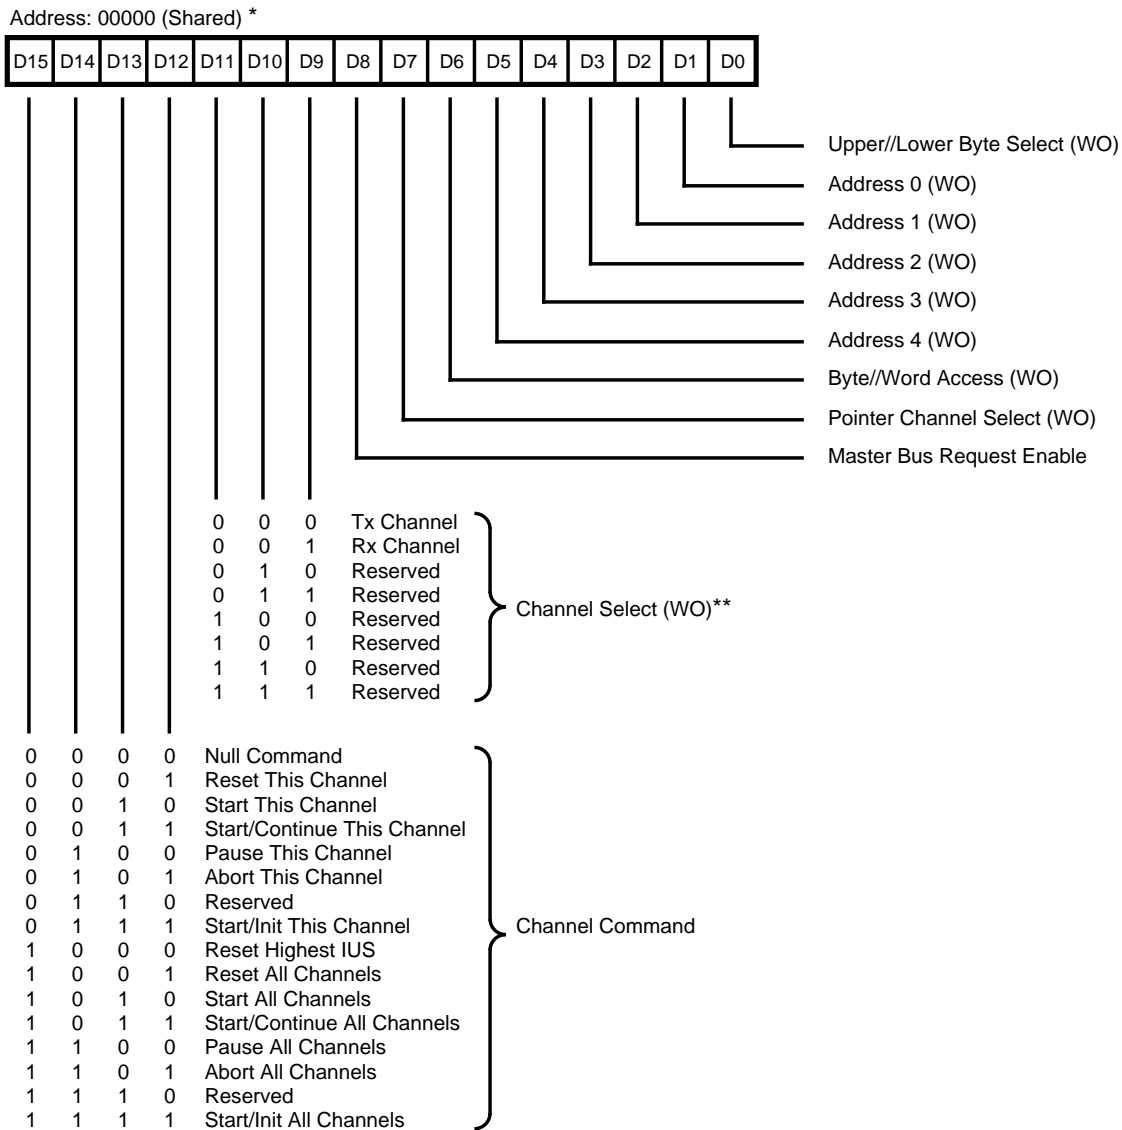 Address: 00000 (Shared) *
D15 D14 D13 D12 D11 D10 D9 D8 D7 D6 D5 D4 D3 D2 D1 D0
Upper//Lower Byte Select (WO)
Address 0 (WO)
Address 1 (WO)
Address 2 (WO)
Address 3 (WO)
Address 4 (WO)
Byte//Word Access (WO)
Pointer Channel Select (WO)
Master Bus Request Enable
0 0 0 Tx Channel
0 0 1 Rx Channel
0 1 0 Reserved
0 1 1 Reserved
1 0 0 Reserved
1 0 1 Reserved
1 1 0 Reserved
1 1 1 Reserved
Channel Select (WO)**
0 0 0 0 Null Command
0 0 0 1 Reset This Channel
0 0 1 0 Start This Channel
0 0 1 1 Start/Continue This Channel
0 1 0 0 Pause This Channel
0 1 0 1 Abort This Channel
0 1 1 0 Reserved
0 1 1 1 Start/Init This Channel
1 0 0 0 Reset Highest IUS
1 0 0 1 Reset All Channels
1 0 1 0 Start All Channels
1 0 1 1 Start/Continue All Channels
1 1 0 0 Pause All Channels
1 1 0 1 Abort All Channels
1 1 1 0 Reserved
1 1 1 1 Start/Init All Channels
Channel Command